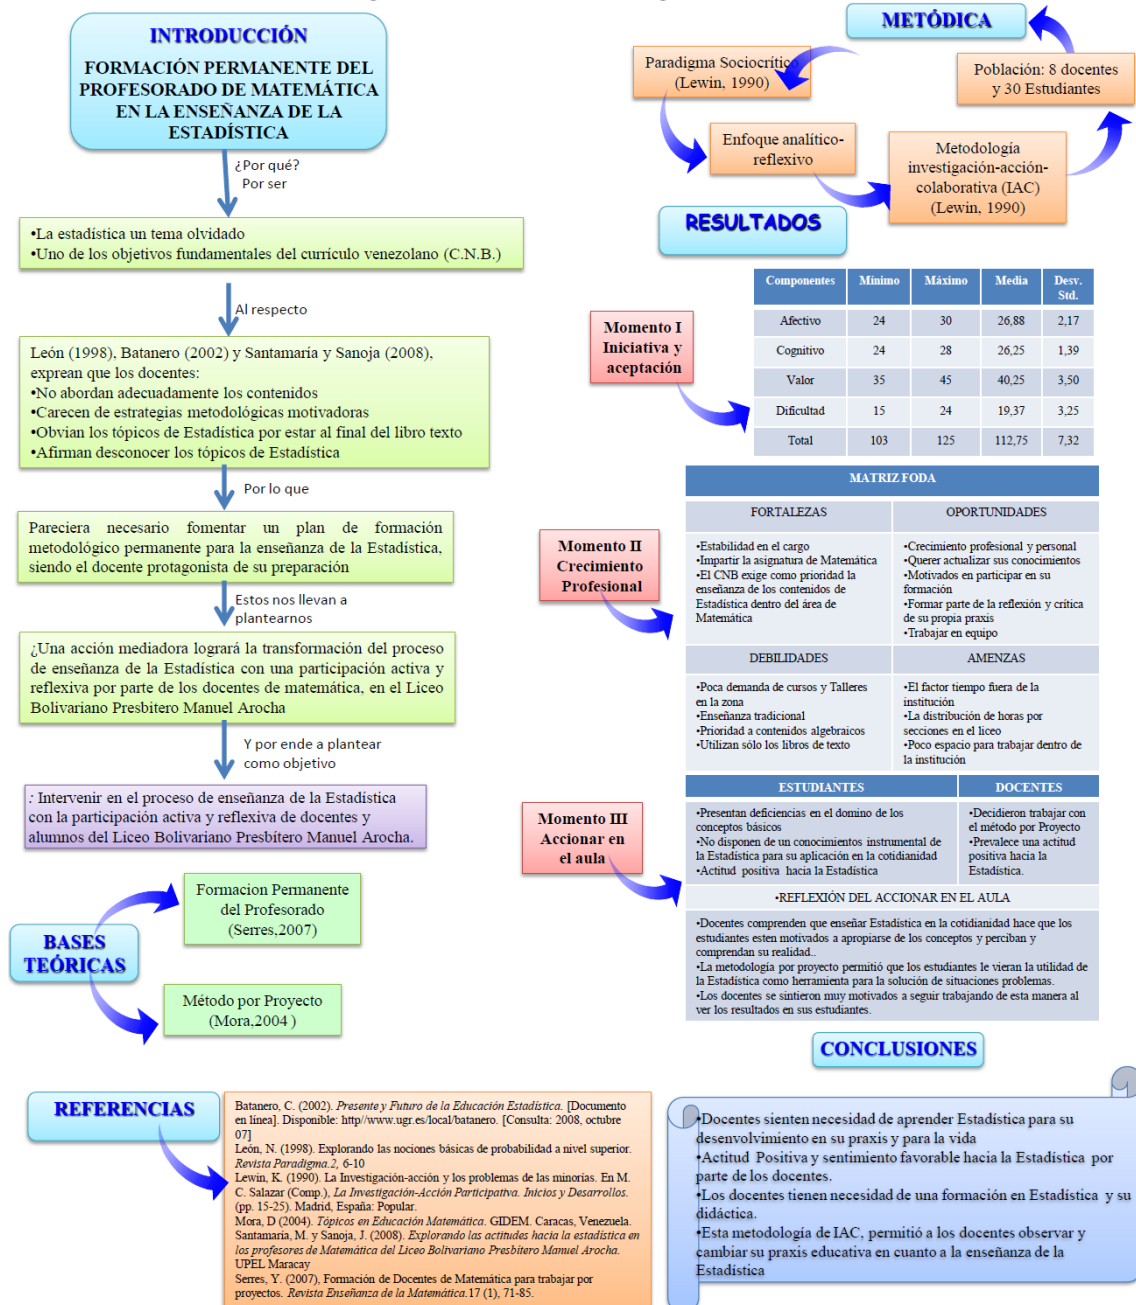 INTRODUCCIÓN
FORMACIÓN PERMANENTE DEL
PROFESORADO DE MATEMÁTICA
EN LA ENSEÑANZA DE LA
ESTADÍSTICA
¿Por qué?
Por ser
•La estadística un tema olvidado
•Uno de los objetivos fundamentales del currículo venezolano (C.N.B.)
Al respecto
León (1998), Batanero (2002) y Santamaría y Sanoja (2008),
exprean que los docentes:
•No abordan adecuadamente los contenidos
•Carecen de estrategias metodológicas motivadoras
•Obvian los tópicos de Estadística por estar al final del libro texto
•Afirman desconocer los tópicos de Estadística
Por lo que
Pareciera necesario fomentar un plan de formación
metodológico permanente para la enseñanza de la Estadística,
siendo el docente protagonista de su preparación
Estos nos llevan a
plantearnos
¿Una acción mediadora logrará la transformación del proceso
de enseñanza de la Estadística con una participación activa y
reflexiva por parte de los docentes de matemática, en el Liceo
Bolivariano Presbitero Manuel Arocha
Y por ende a plantear
como objetivo
: Intervenir en el proceso de enseñanza de la Estadística
con la participación activa y reflexiva de docentes y
alumnos del Liceo Bolivariano Presbítero Manuel Arocha.
BASES
TEÓRICAS
Formacion Permanente
del Profesorado
(Serres,2007)
Método por Proyecto
(Mora,2004 )
METÓDICA
Paradigma Sociocrítico
(Lewin, 1990)
Enfoque analítico-
reflexivo
Metodología
investigación-acción-
colaborativa (IAC)
(Lewin, 1990)
Población: 8 docentes
y 30 Estudiantes
RESULTADOS
Momento I
Iniciativa y
aceptación
Componentes Mínimo Máximo Media Desv. Std.
Afectivo 24 30 26,88 2,17
Cognitivo 24 28 26,25 1,39
Valor 35 45 40,25 3,50
Dificultad 15 24 19,37 3,25
Total 103 125 112,75 7,32
Momento II
Crecimiento
Profesional
MATRIZ FODA
FORTALEZAS
•Estabilidad en el cargo
•Impartir la asignatura de Matemática
•El CNB exige como prioridad la
enseñanza de los contenidos de
Estadística dentro del área de
Matemática
OPORTUNIDADES
•Crecimiento profesional y personal
•Querer actualizar sus conocimientos
•Motivados en participar en su
formación
•Formar parte de la reflexión y crítica
de su propia praxis
•Trabajar en equipo
DEBILIDADES
•Poca demanda de cursos y Talleres
en la zona
•Enseñanza tradicional
•Prioridad a contenidos algebraicos
•Utilizan sólo los libros de texto
AMENZAS
•El factor tiempo fuera de la
institución
•La distribución de horas por
secciones en el liceo
•Poco espacio para trabajar dentro de
la institución
Momento III
Accionar en
el aula
ESTUDIANTES
•Presentan deficiencias en el domino de los
conceptos básicos
•No disponen de un conocimientos instrumental de
la Estadística para su aplicación en la cotidianidad
•Actitud positiva hacia la Estadística
DOCENTES
•Decidieron trabajar con
el método por Proyecto
•Prevalece una actitud
positiva hacia la
Estadística.
•REFLEXIÓN DEL ACCIONAR EN EL AULA
•Docentes comprenden que enseñar Estadística en la cotidianidad hace que los
estudiantes esten motivados a apropiarse de los conceptos y perciban y
comprendan su realidad..
•La metodología por proyecto permitió que los estudiantes le vieran la utilidad de
la Estadística como herramienta para la solución de situaciones problemas.
•Los docentes se sintieron muy motivados a seguir trabajando de esta manera al
ver los resultados en sus estudiantes.
CONCLUSIONES
•Docentes sienten necesidad de aprender Estadística para su
desenvolvimiento en su praxis y para la vida
•Actitud Positiva y sentimiento favorable hacia la Estadística por
parte de los docentes.
•Los docentes tienen necesidad de una formación en Estadística y su
didáctica.
•Esta metodología de IAC, permitió a los docentes observar y
cambiar su praxis educativa en cuanto a la enseñanza de la
Estadística
REFERENCIAS
Batanero, C. (2002). Presente y Futuro de la Educación Estadística. [Documento
en línea]. Disponible: http//www.ugr.es/local/batanero. [Consulta: 2008, octubre
07]
León, N. (1998). Explorando las nociones básicas de probabilidad a nivel superior.
Revista Paradigma.2, 6-10
Lewin, K. (1990). La Investigación-acción y los problemas de las minorías. En M.
C. Salazar (Comp.), La Investigación-Acción Participativa. Inicios y Desarrollos.
(pp. 15-25). Madrid, España: Popular.
Mora, D (2004). Tópicos en Educación Matemática. GIDEM. Caracas, Venezuela.
Santamaría, M. y Sanoja, J. (2008). Explorando las actitudes hacia la estadística en
los profesores de Matemática del Liceo Bolivariano Presbítero Manuel Arocha.
UPEL Maracay
Serres, Y. (2007), Formación de Docentes de Matemática para trabajar por
proyectos. Revista Enseñanza de la Matemática.17 (1), 71-85.